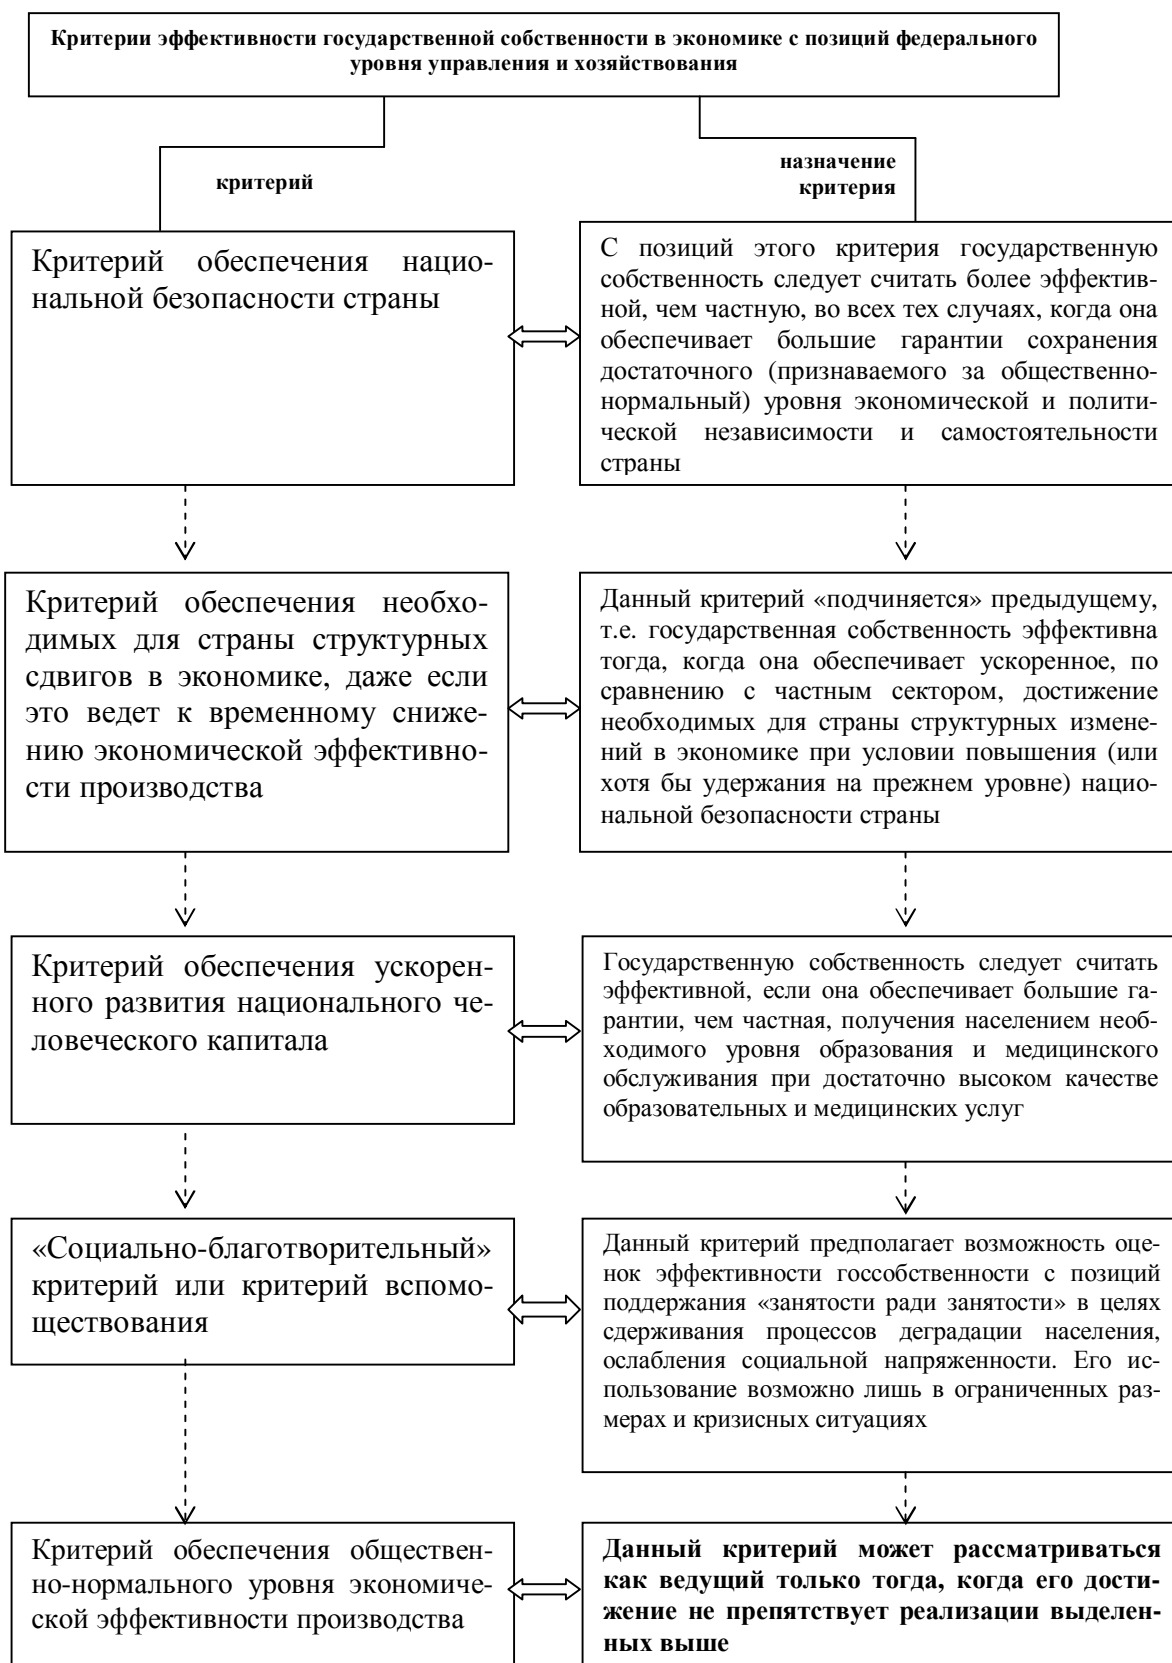 Критерии эффективности государственной собственности в экономике с позиций федерального
уровня управления и хозяйствования
критерий
назначение
критерия
Критерий обеспечения наци-
ональной безопасности страны
С позиций этого критерия государственную
собственность следует считать более эффектив-
ной, чем частную, во всех тех случаях, когда она
обеспечивает большие гарантии сохранения
достаточного (признаваемого за общественно-
нормальный) уровня экономической и полити-
ческой независимости и самостоятельности
страны
Критерий обеспечения необхо-
димых для страны структурных
сдвигов в экономике, даже если
это ведет к временному сниже-
нию экономической эффективно-
сти производства
Данный критерий «подчиняется» предыдущему,
т.е. государственная собственность эффективна
тогда, когда она обеспечивает ускоренное, по
сравнению с частным сектором, достижение
необходимых для страны структурных измене-
ний в экономике при условии повышения (или
хотя бы удержания на прежнем уровне) нацио-
нальной безопасности страны
Критерий обеспечения ускорен-
ного развития национального че-
ловеческого капитала
Государственную собственность следует считать
эффективной, если она обеспечивает большие га-
рантии, чем частная, получения населением необ-
ходимого уровня образования и медицинского
обслуживания при достаточно высоком качестве
образовательных и медицинских услуг
«Социально-благотворительный»
критерий или критерий вспомо-
ществования
Данный критерий предполагает возможность оце-
нок эффективности госсобственности с позиций
поддержания «занятости ради занятости» в целях
сдерживания процессов деградации населения,
ослабления социальной напряженности. Его ис-
пользование возможно лишь в ограниченных раз-
мерах и кризисных ситуациях
Критерий обеспечения обществен-
но-нормального уровня экономиче-
ской эффективности производства
Данный критерий может рассматриваться
как ведущий только тогда, когда его дости-
жение не препятствует реализации выделен-
ных выше